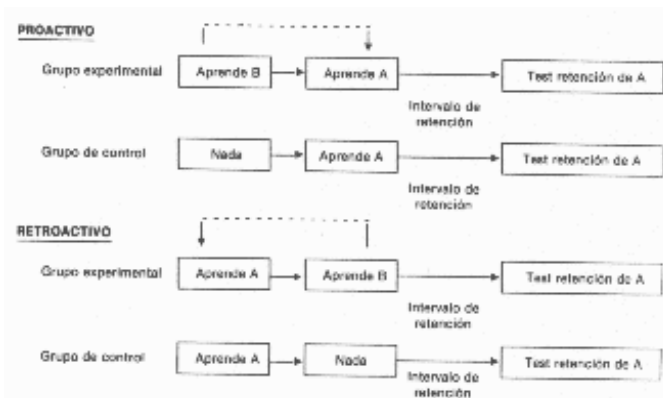 PROACTIVO
Grupo experimental
Aprende B
Aprende A
Test retención de A
Intervalo de
retención
Grupo de control
Nada
Aprende A
Test retención de A
Intervalo de
retención
RETROACTIVO
Grupo experimental
Aprende A
Aprende B
Test retención de A
Intervalo de
retención
Grupo de control
Aprende A
Nada
Test retención de A
Intervalo de
retención